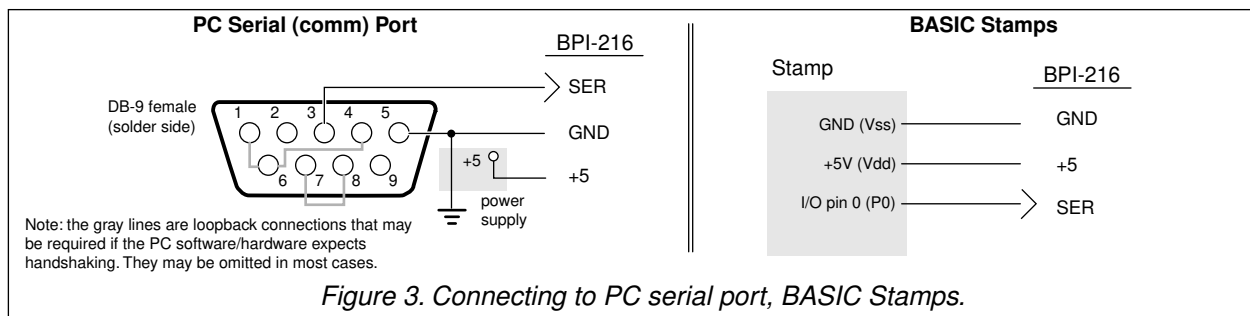 PC Serial (comm) Port
BPI-216
SER
DB-9 female
(solder side)
1 2 3 4 5
GND
6 7 8 9
+5
+5
power
supply
Note: the gray lines are loopback connections that may
be required if the PC software/hardware expects
handshaking. They may be omitted in most cases.
BASIC Stamps
Stamp
BPI-216
GND (Vss)
GND
+5V (Vdd)
+5
I/O pin 0 (P0)
SER
Figure 3. Connecting to PC serial port, BASIC Stamps.